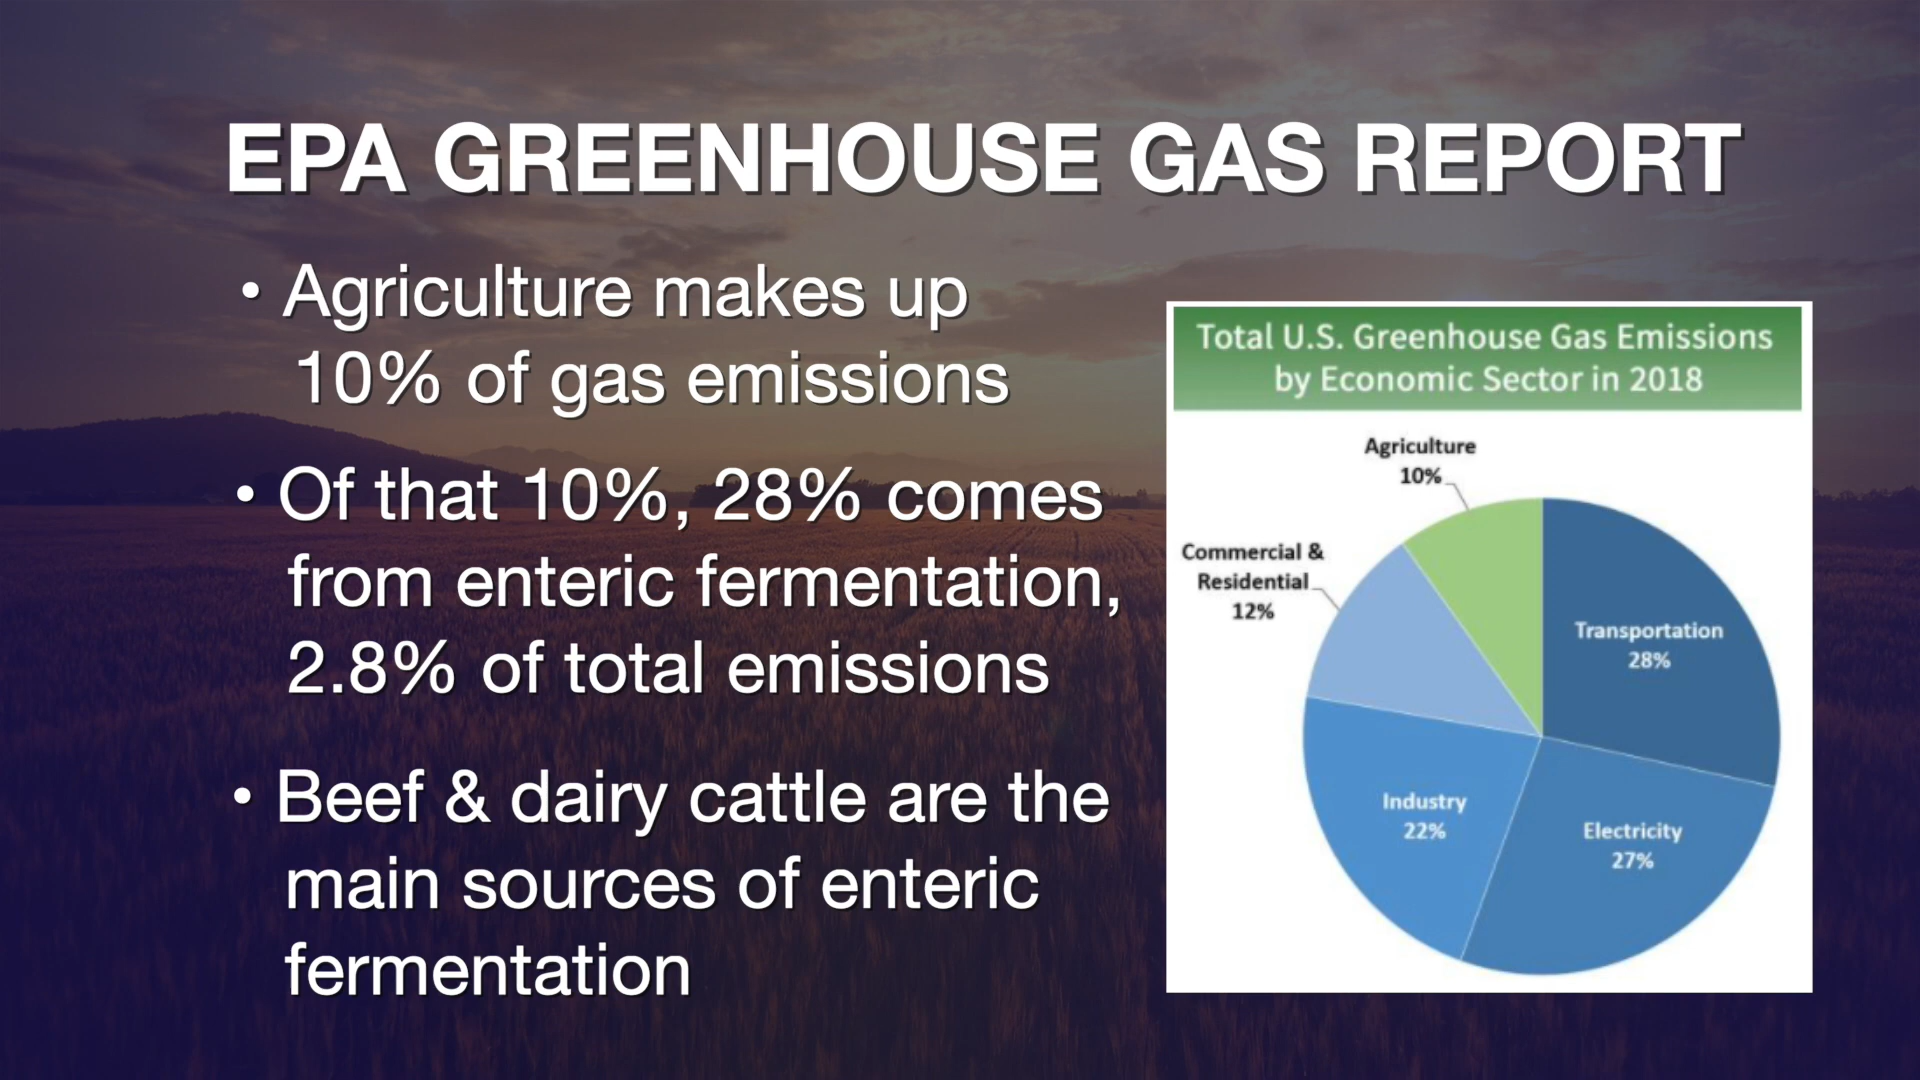 EPA GREENHOUSE GAS REPORT
• Agriculture makes up
10% of gas emissions
• Of that 10%, 28% comes
from enteric fermentation,
2.8% of total emissions
• Beef & dairy cattle are the
main sources of enteric
fermentation
Total U.S. Greenhouse Gas Emissions
by Economic Sector in 2018
Agriculture
10%
Commercial &
Residential
12%
Transportation
28%
Industry
22%
Electricity
27%